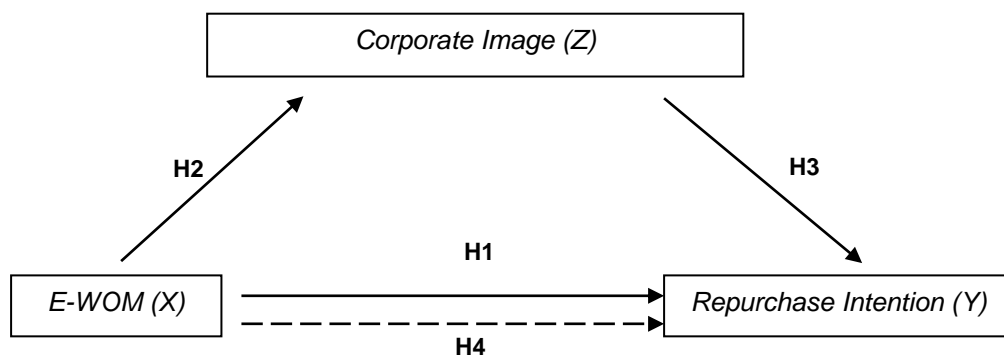 Corporate Image (Z)
H2
H3
H1
E-WOM (X)
Repurchase Intention (Y)
H4